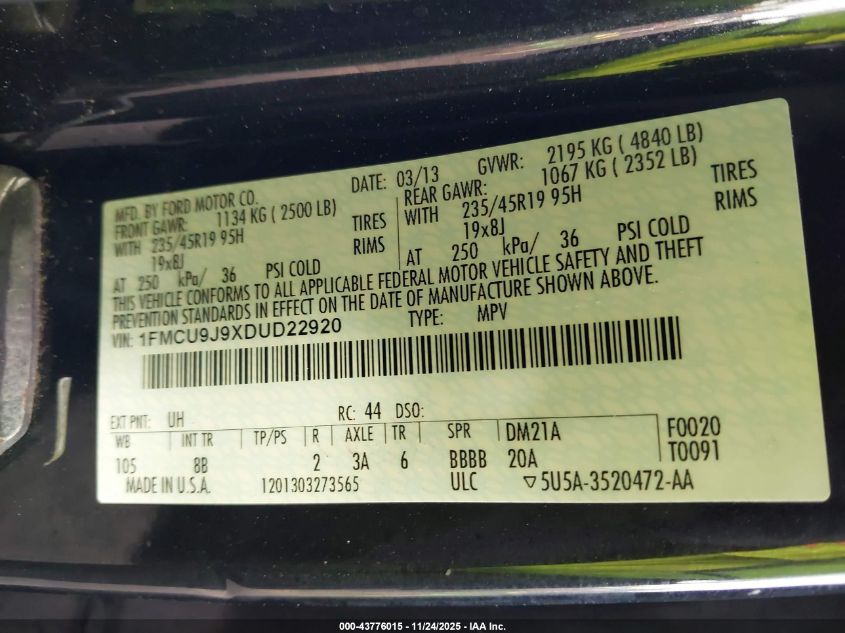 MFD. BY FORD MOTOR CO.
DATE: 03/13
GVWR: 2195 KG ( 4840 LB)
FRONT GAWR: 1134 KG ( 2500 LB)
REAR GAWR: 1067 KG ( 2352 LB)
WITH 235/45R19 95H TIRES
WITH 235/45R19 95H TIRES
19x8J RIMS
19x8J RIMS
AT 250 kPa/ 36 PSI COLD
AT 250 kPa/ 36 PSI COLD
THIS VEHICLE CONFORMS TO ALL APPLICABLE FEDERAL MOTOR VEHICLE SAFETY AND THEFT
PREVENTION STANDARDS IN EFFECT ON THE DATE OF MANUFACTURE SHOWN ABOVE.
VIN: 1FMCU9J9XDUD22920
TYPE: MPV
EXT PNT: UH RC: 44 DSO:
WB INT TR TP/PS R AXLE TR SPR DM21A F0020
105 8B 2 3A 6 BBBB 20A T0091
MADE IN U.S.A. 1201303273565 ULC ▽5U5A-3520472-AA
000-43776015 - 11/24/2025 - IAA Inc.